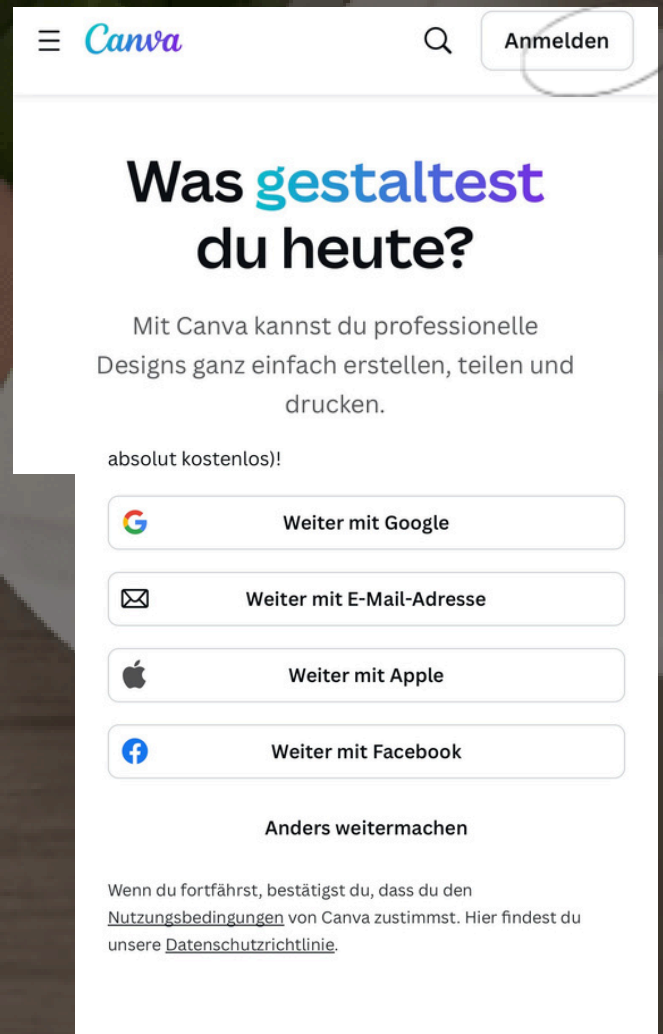 Canva
Anmelden
Was gestaltest
du heute?
Mit Canva kannst du professionelle
Designs ganz einfach erstellen, teilen und
drucken.
absolut kostenlos)!
Weiter mit Google
Weiter mit E-Mail-Adresse
Weiter mit Apple
Weiter mit Facebook
Anders weitermachen
Wenn du fortfährst, bestätigst du, dass du den
Nutzungsbedingungen von Canva zustimmst. Hier findest du
unsere Datenschutzrichtlinie.